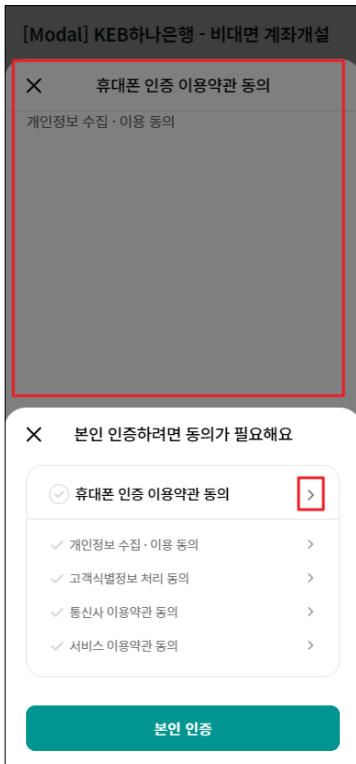 [Modal] KEB하나은행 - 비대면 계좌개설
휴대폰 인증 이용약관 동의
개인정보 수집 · 이용 동의
본인 인증하려면 동의가 필요해요
휴대폰 인증 이용약관 동의
개인정보 수집 · 이용 동의
고객식별정보 처리 동의
통신사 이용약관 동의
서비스 이용약관 동의
본인 인증